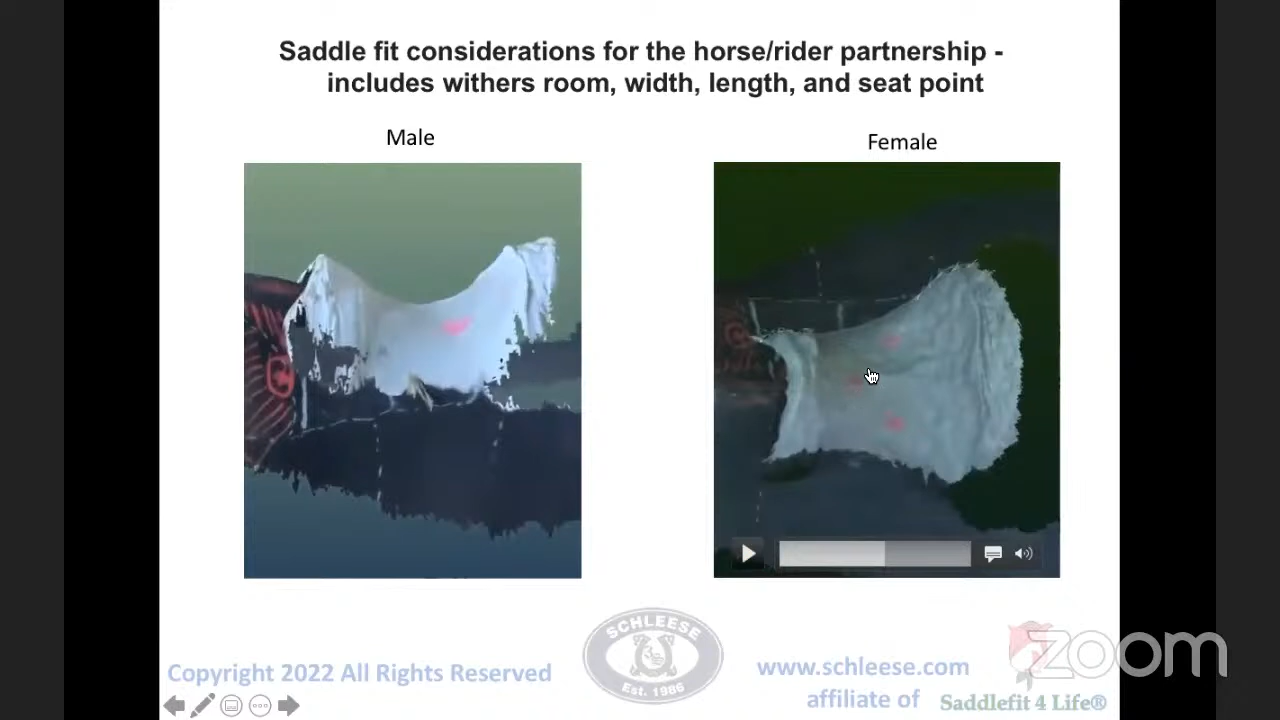 Saddle fit considerations for the horse/rider partnership -
includes withers room, width, length, and seat point
Male
Female
SCHLEESE
Est. 1986
Copyright 2022 All Rights Reserved
www.schleese.com
affiliate of
Saddlefit 4 Life®
zoom